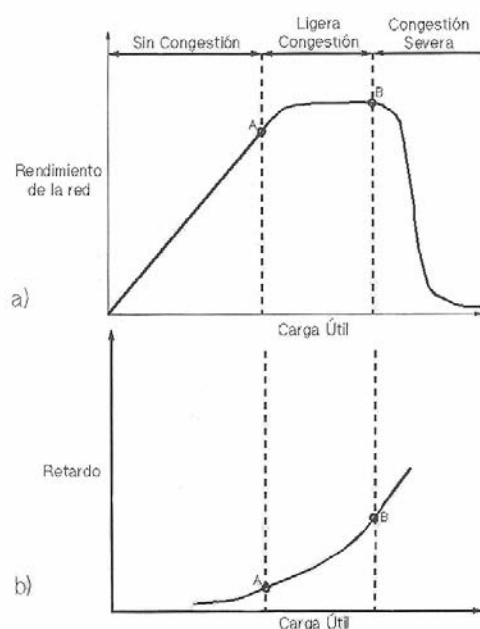 Sin Congestión
Ligera
Congestión
Congestión
Severa
A
B
Rendimiento
de la red
a)
Carga Útil
Retardo
A
B
b)
Carga Útil